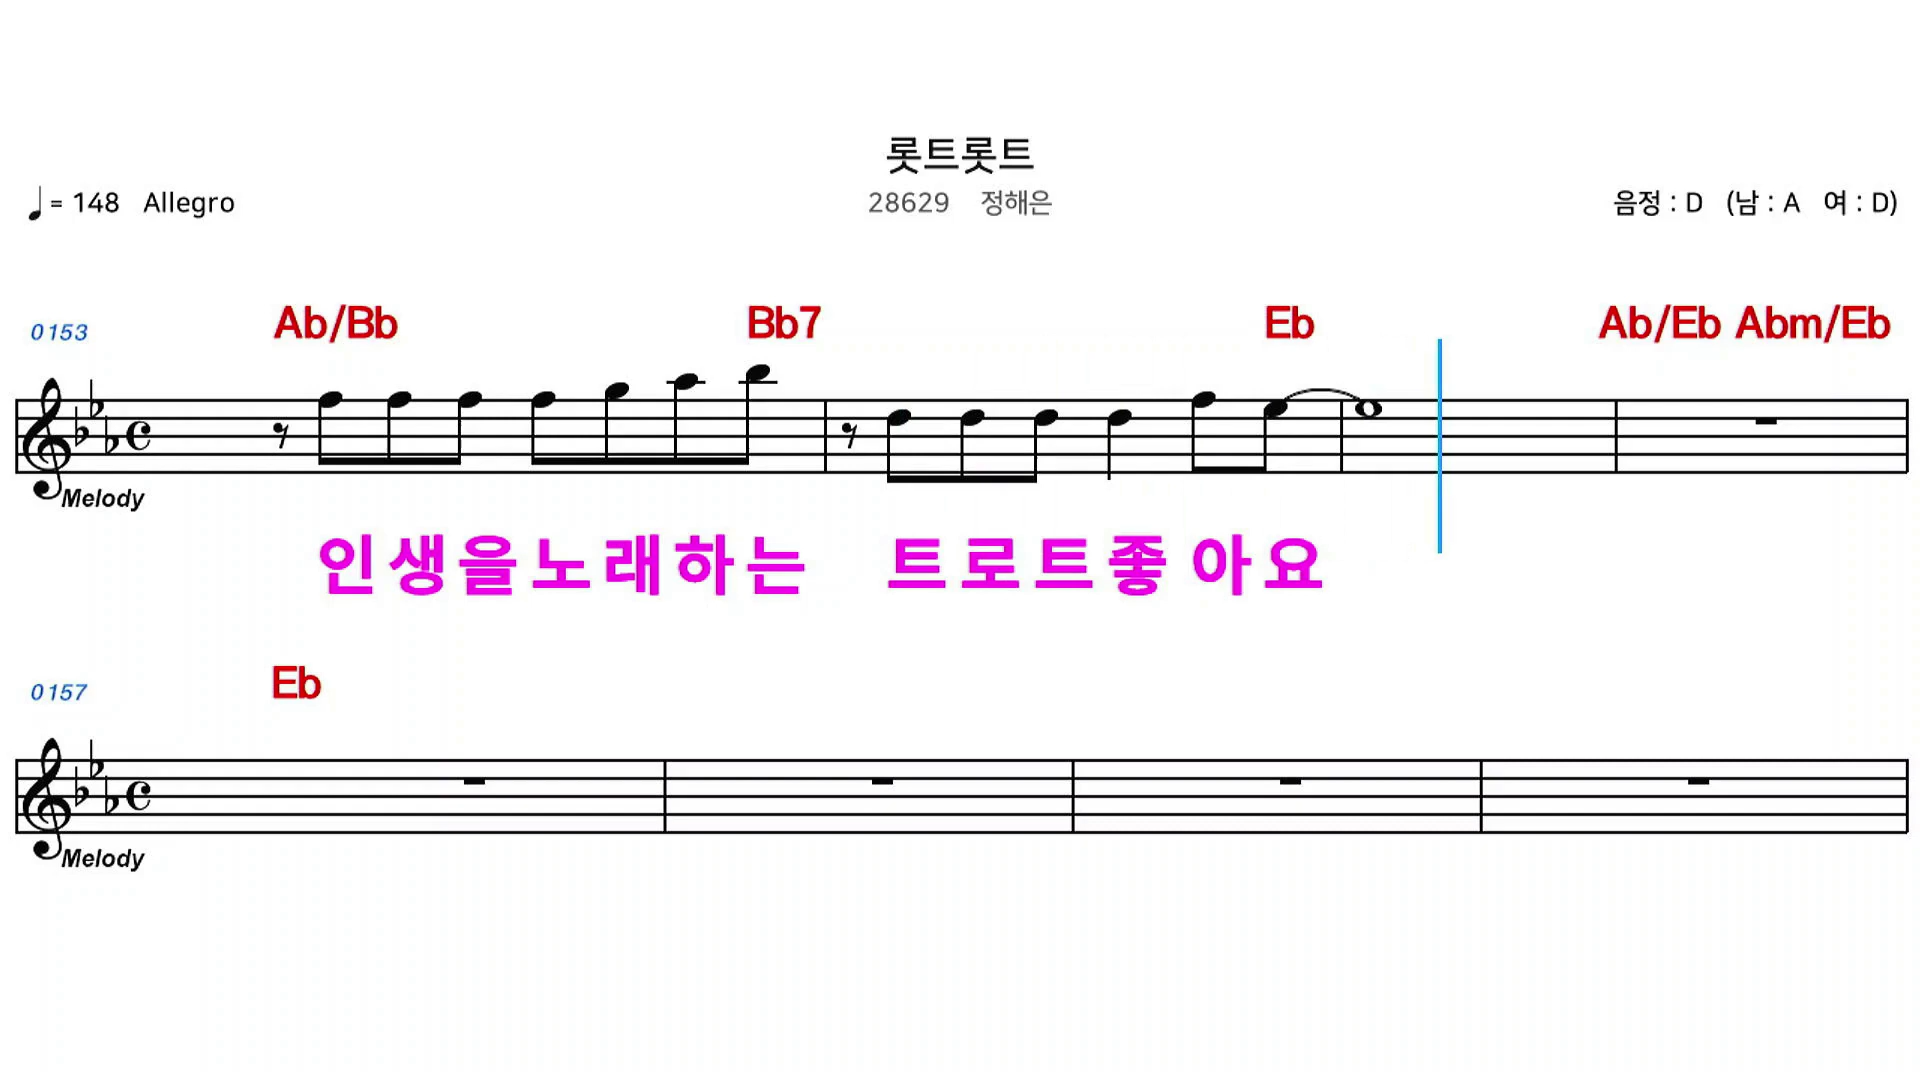 롯트롯트
♩ = 148 Allegro 28629 정해은 음정 : D (남 : A 여 : D)
0153 Ab/Bb Bb7 Eb Ab/Eb Abm/Eb
Melody
인생을노래하는 트로트좋아요
0157 Eb
Melody